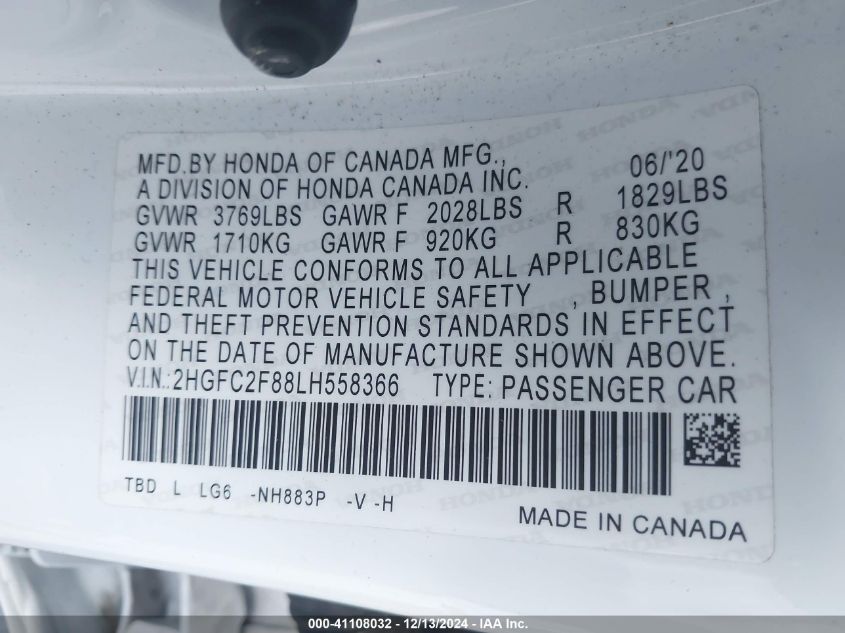 MFD.BY HONDA OF CANADA MFG., 06/'20
A DIVISION OF HONDA CANADA INC.
GVWR 3769LBS GAWR F 2028LBS R 1829LBS
GVWR 1710KG GAWR F 920KG R 830KG
THIS VEHICLE CONFORMS TO ALL APPLICABLE
FEDERAL MOTOR VEHICLE SAFETY , BUMPER ,
AND THEFT PREVENTION STANDARDS IN EFFECT
ON THE DATE OF MANUFACTURE SHOWN ABOVE.
V.I.N.:2HGFC2F88LH558366 TYPE: PASSENGER CAR
TBD L LG6 -NH883P -V -H
MADE IN CANADA
000-41108032 - 12/13/2024 - IAA Inc.